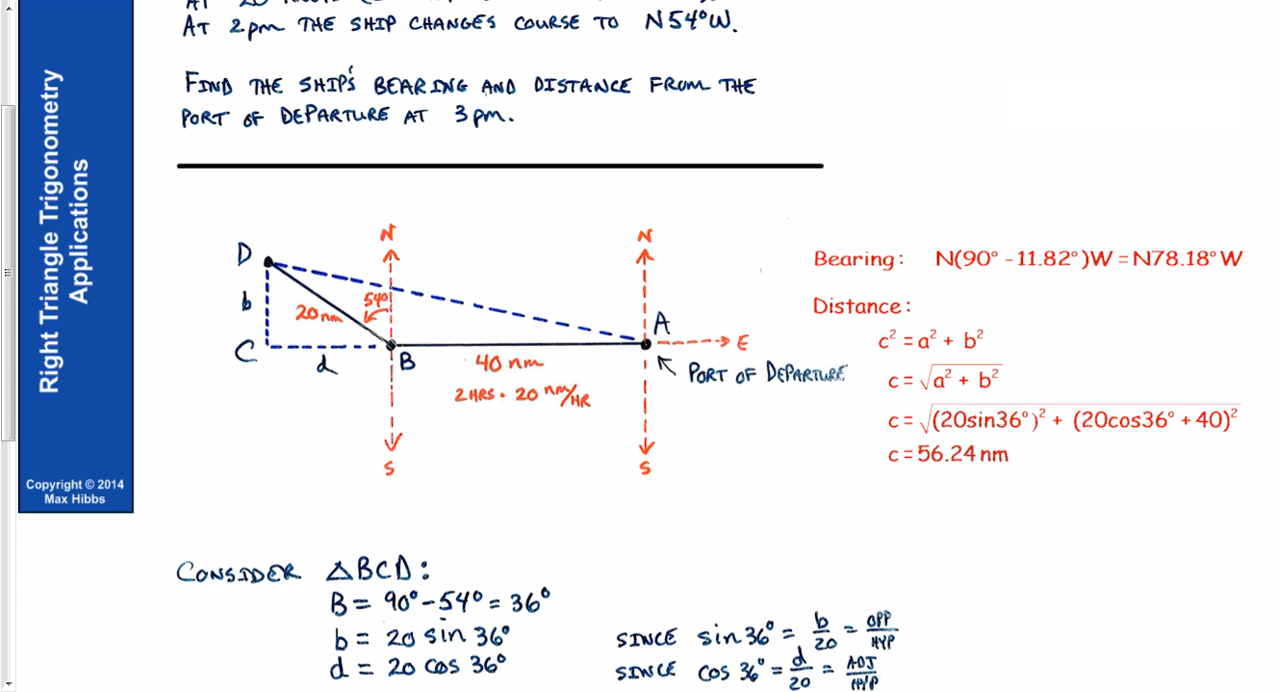 AT 20
AT 2pm THE SHIP CHANGES COURSE TO N54°W.
FIND THE SHIP'S BEARING AND DISTANCE FROM THE
PORT OF DEPARTURE AT 3pm.
Right Triangle Trigonometry
Applications
Copyright © 2014
Max Hibbs
N
N
D
54°
b
20nm
A
E
C
d
B
40 nm
PORT OF DEPARTURE
2HRS · 20 nm/HR
S
S
Bearing: N(90° - 11.82°)W = N78.18°W
Distance:
c² = a² + b²
c = √(a² + b²)
c = √((20sin36°)² + (20cos36° + 40)²)
c = 56.24 nm
CONSIDER △BCD:
B = 90° - 54° = 36°
b = 20 sin 36° SINCE sin 36° = b/20 = OPP/HYP
d = 20 cos 36° SINCE cos 36° = d/20 = ADJ/HYP